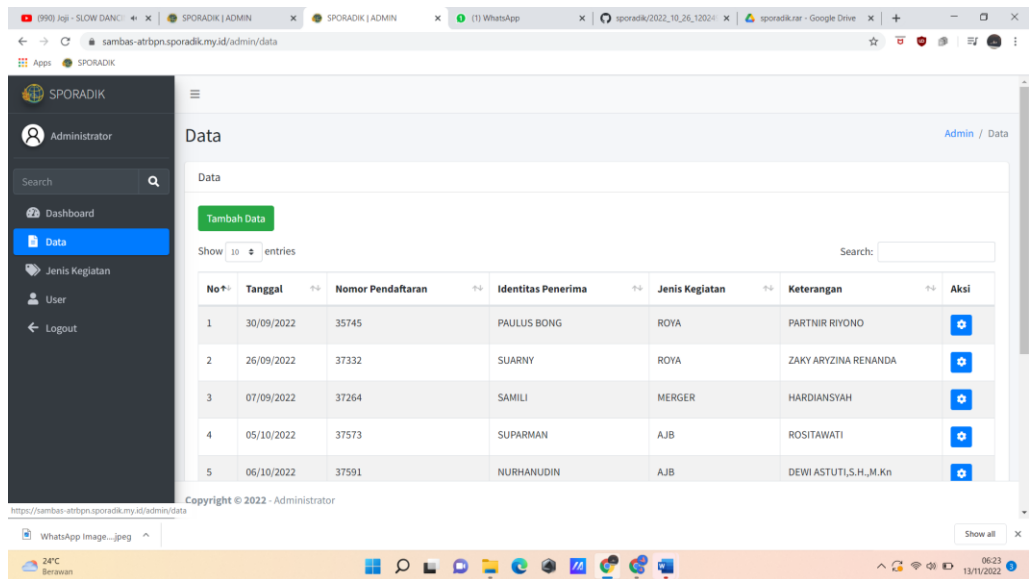 (990) Joji - SLOW DANC
SPORADIK | ADMIN
SPORADIK | ADMIN
(1) WhatsApp
sporadik/2022_10_26_12024
sporadik.rar - Google Drive
sambas-atrbpn.sporadik.my.id/admin/data
Apps SPORADIK
SPORADIK
Administrator
Search
Dashboard
Data
Jenis Kegiatan
User
Logout
Data
Admin / Data
Data
Tambah Data
Show 10 entries
Search:
No Tanggal Nomor Pendaftaran Identitas Penerima Jenis Kegiatan Keterangan Aksi
1 30/09/2022 35745 PAULUS BONG ROYA PARTNIR RIYONO
2 26/09/2022 37332 SUARNY ROYA ZAKY ARYZINA RENANDA
3 07/09/2022 37264 SAMILI MERGER HARDIANSYAH
4 05/10/2022 37573 SUPARMAN AJB ROSITAWATI
5 06/10/2022 37591 NURHANUDIN AJB DEWI ASTUTI,S.H.,M.Kn
Copyright © 2022 - Administrator
https://sambas-atrbpn.sporadik.my.id/admin/data
WhatsApp Image....jpeg
Show all
24°C
Berawan
06:23
13/11/2022
3